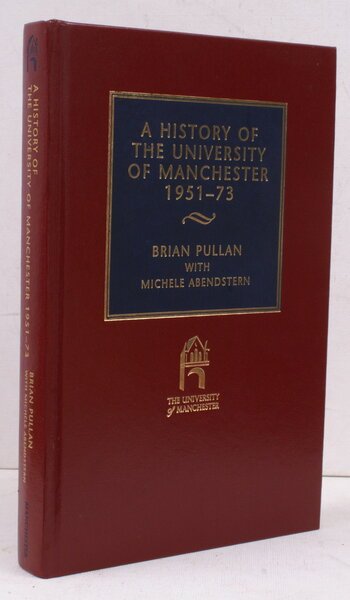 A HISTORY OF
THE UNIVERSITY
OF MANCHESTER
1951–73
BRIAN PULLAN
WITH
MICHELE ABENDSTERN
THE UNIVERSITY
of MANCHESTER
A HISTORY OF
THE UNIVERSITY OF MANCHESTER 1951–73
BRIAN PULLAN
WITH MICHELE ABENDSTERN
MANCHESTER